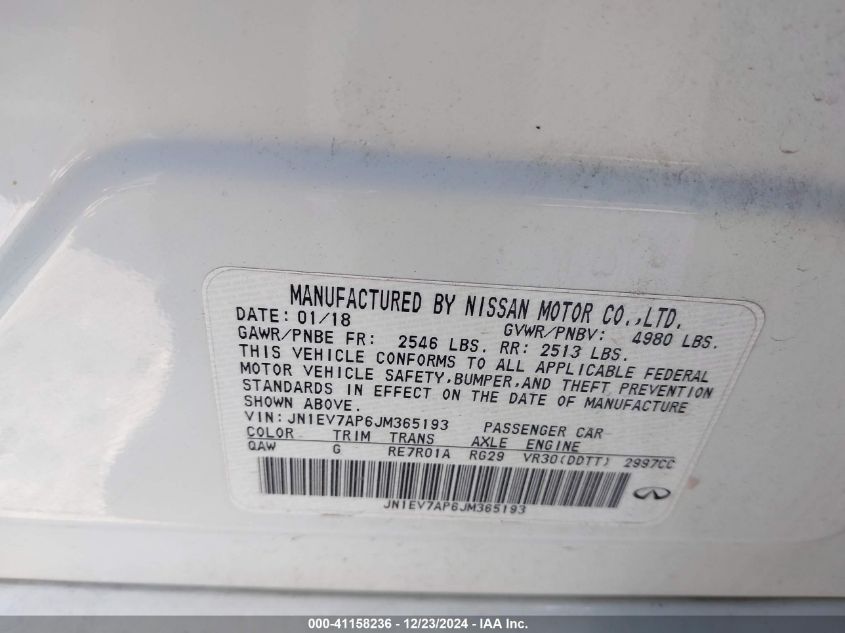 MANUFACTURED BY NISSAN MOTOR CO.,LTD.
DATE: 01/18 GVWR/PNBV: 4980 LBS.
GAWR/PNBE FR: 2546 LBS. RR: 2513 LBS.
THIS VEHICLE CONFORMS TO ALL APPLICABLE FEDERAL
MOTOR VEHICLE SAFETY,BUMPER,AND THEFT PREVENTION
STANDARDS IN EFFECT ON THE DATE OF MANUFACTURE
SHOWN ABOVE.
VIN:JN1EV7AP6JM365193 PASSENGER CAR
COLOR TRIM TRANS AXLE ENGINE
QAW G RE7R01A RG29 VR30(DDTT) 2997CC
JN1EV7AP6JM365193
000-41158236 - 12/23/2024 - IAA Inc.